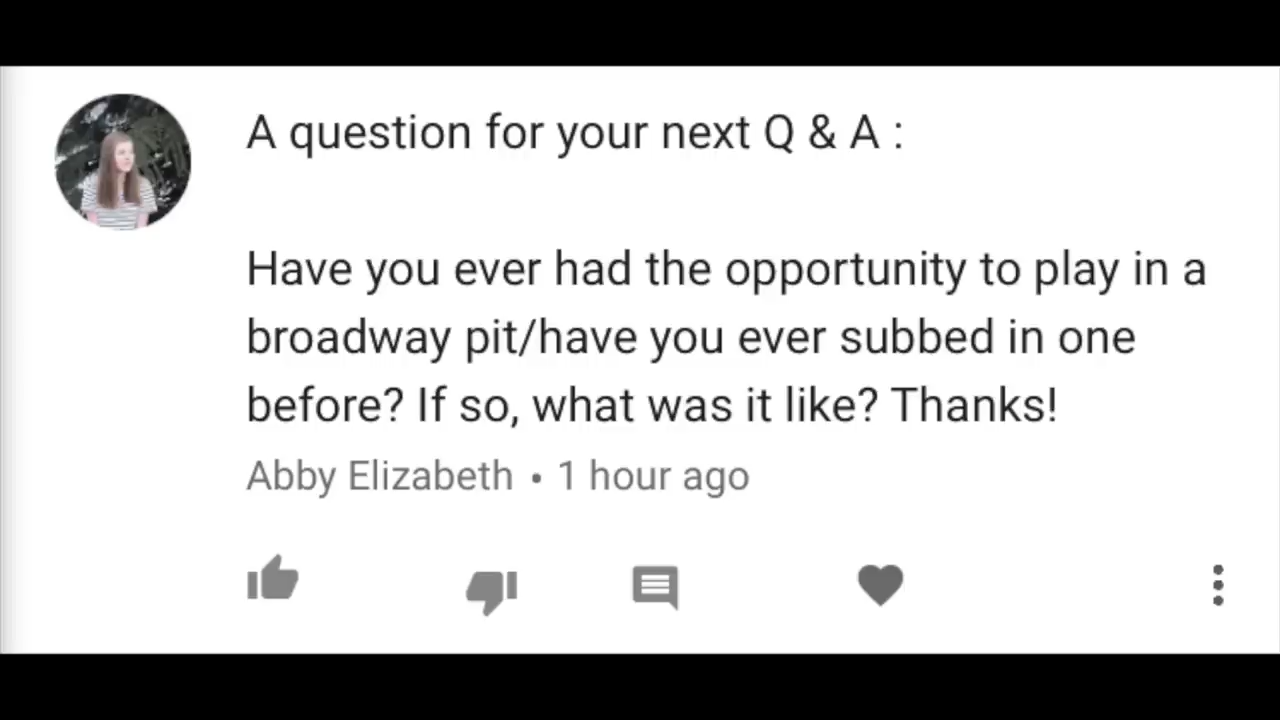 A question for your next Q & A :
Have you ever had the opportunity to play in a
broadway pit/have you ever subbed in one
before? If so, what was it like? Thanks!
Abby Elizabeth • 1 hour ago